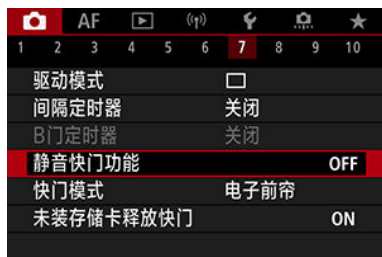 AF
1 2 3 4 5 6 7 8 9 10
驱动模式
间隔定时器 关闭
B门定时器 关闭
静音快门功能 OFF
快门模式 电子前帘
未装存储卡释放快门 ON